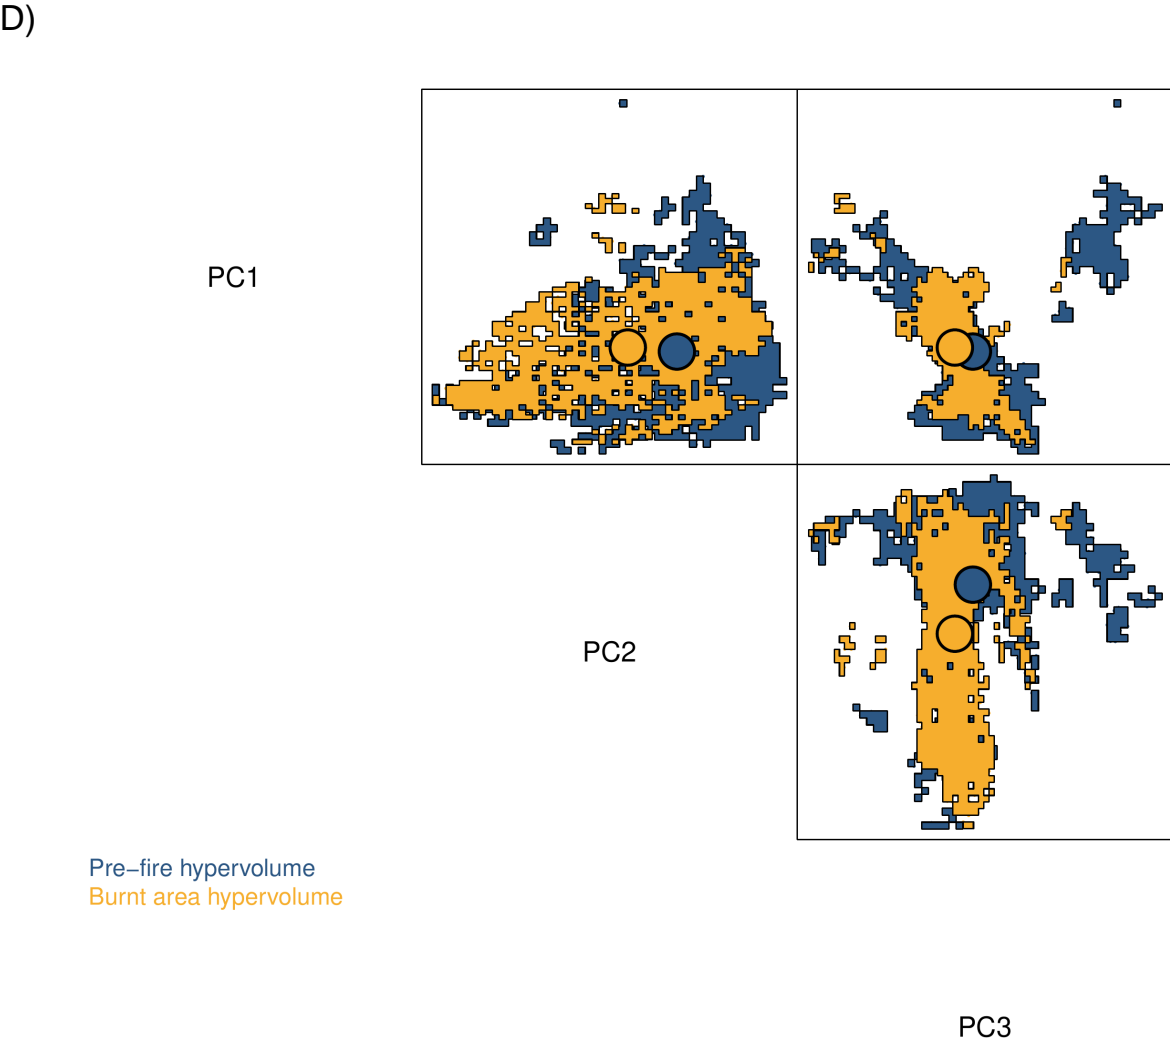 D)
PC1
PC2
Pre−fire hypervolume
Burnt area hypervolume
PC3